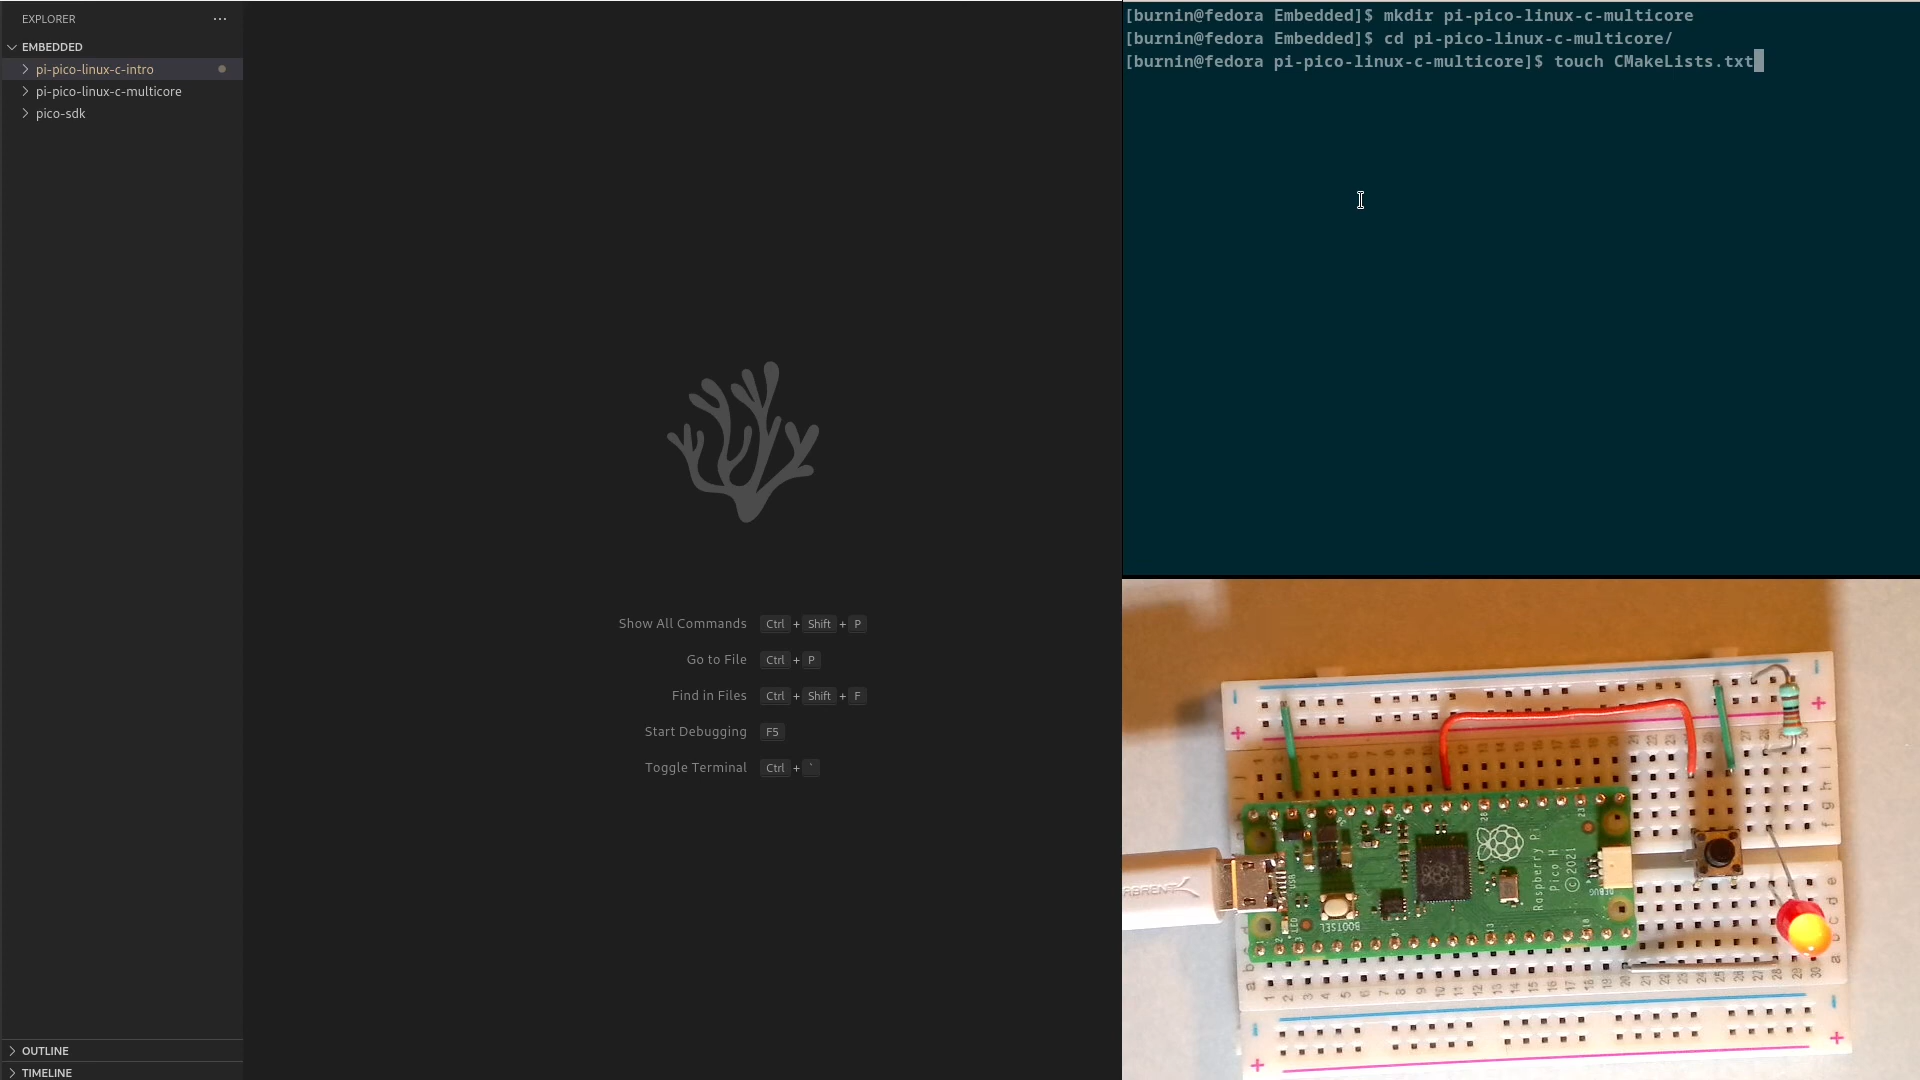 EXPLORER
EMBEDDED
pi-pico-linux-c-intro
pi-pico-linux-c-multicore
pico-sdk
Show All Commands Ctrl + Shift + P
Go to File Ctrl + P
Find in Files Ctrl + Shift + F
Start Debugging F5
Toggle Terminal Ctrl + `
OUTLINE
TIMELINE
[burnin@fedora Embedded]$ mkdir pi-pico-linux-c-multicore
[burnin@fedora Embedded]$ cd pi-pico-linux-c-multicore/
[burnin@fedora pi-pico-linux-c-multicore]$ touch CMakeLists.txt
Raspberry Pi
Pico H
©2021
DEBUG
BOOTSEL
LED
USB